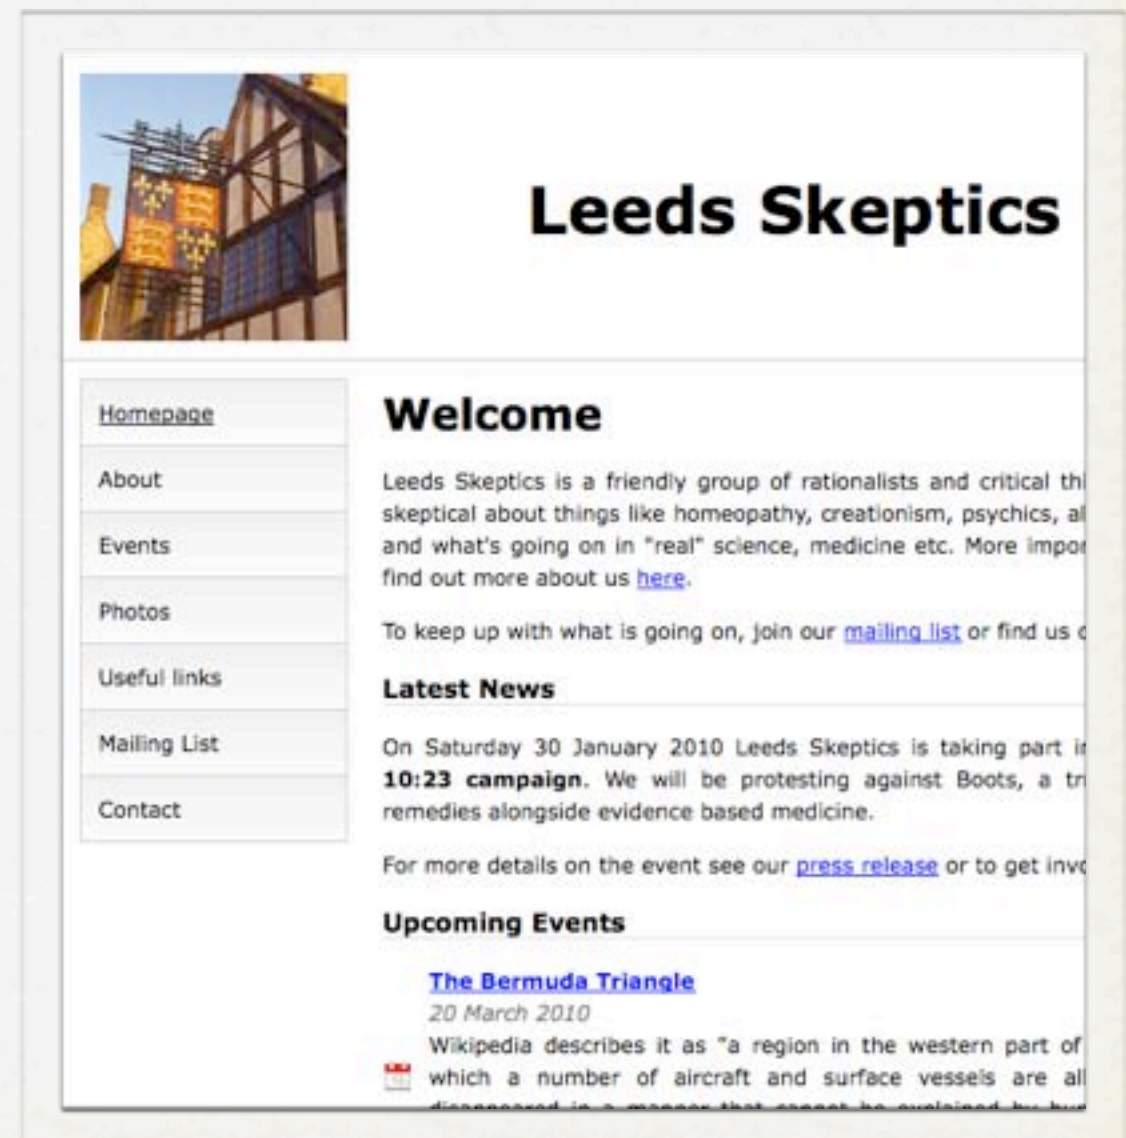 Leeds Skeptics
Homepage
About
Events
Photos
Useful links
Mailing List
Contact
Welcome
Leeds Skeptics is a friendly group of rationalists and critical
skeptical about things like homeopathy, creationism, psychics,
and what's going on in "real" science, medicine etc. More
find out more about us here.
To keep up with what is going on, join our mailing list or find us
Latest News
On Saturday 30 January 2010 Leeds Skeptics is taking part
10:23 campaign. We will be protesting against Boots, a
remedies alongside evidence based medicine.
For more details on the event see our press release or to get
Upcoming Events
The Bermuda Triangle
20 March 2010
Wikipedia describes it as "a region in the western part of
which a number of aircraft and surface vessels are